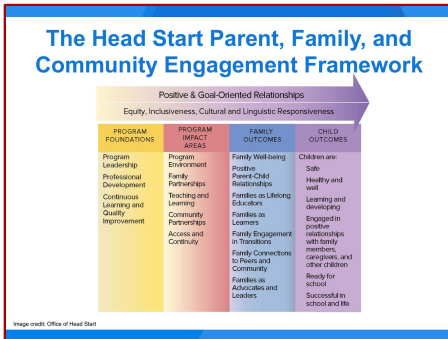 The Head Start Parent, Family, and
Community Engagement Framework
Positive & Goal-Oriented Relationships
Equity, Inclusiveness, Cultural and Linguistic Responsiveness
PROGRAM
FOUNDATIONS
Program
Leadership
Professional
Development
Continuous
Learning and
Quality
Improvement
PROGRAM
IMPACT
AREAS
Program
Environment
Family
Partnerships
Teaching and
Learning
Community
Partnerships
Access and
Continuity
FAMILY
OUTCOMES
Family Well-being
Positive
Parent-Child
Relationships
Families as Lifelong
Educators
Families as
Learners
Family Engagement
in Transitions
Family Connections
to Peers and
Community
Families as
Advocates and
Leaders
CHILD
OUTCOMES
Children are:
Safe
Healthy and
well
Learning and
developing
Engaged in
positive
relationships
with family
members,
caregivers, and
other children
Ready for
school
Successful in
school and life
Image credit: Office of Head Start